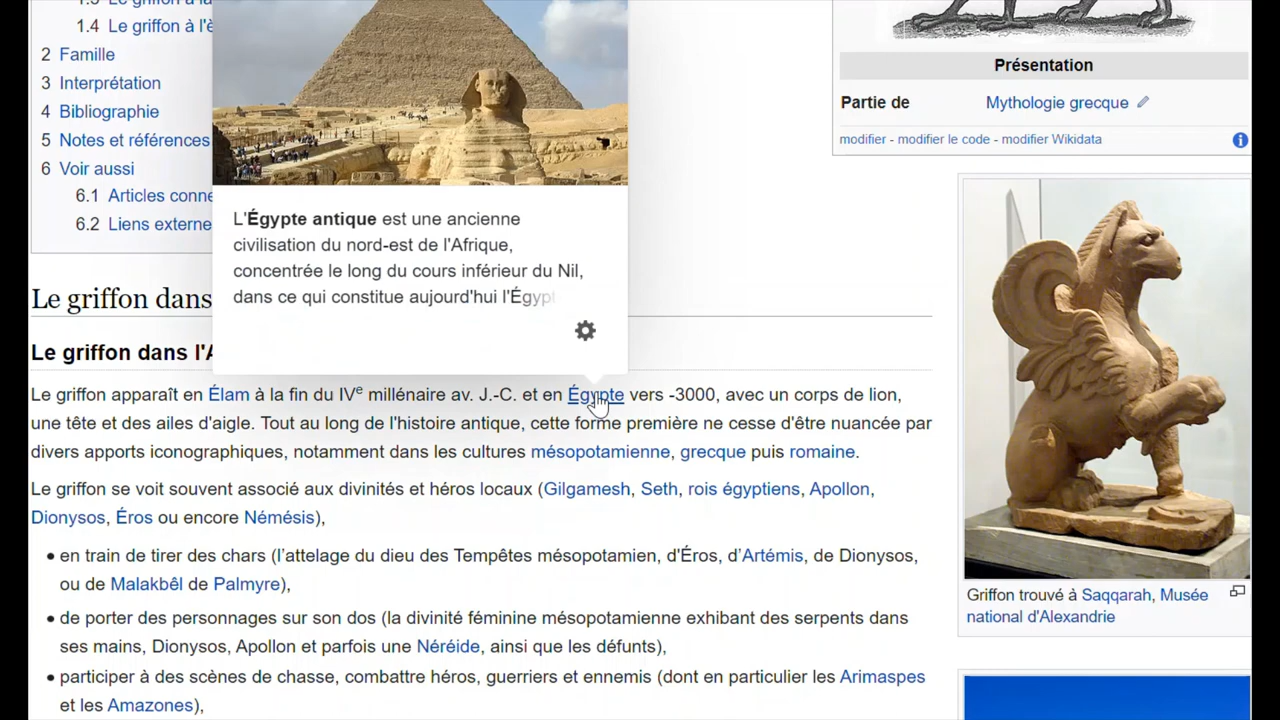 1.4 Le griffon à l'è
2 Famille
3 Interprétation
4 Bibliographie
5 Notes et références
6 Voir aussi
6.1 Articles conne
6.2 Liens externe
L'Égypte antique est une ancienne
civilisation du nord-est de l'Afrique,
concentrée le long du cours inférieur du Nil,
dans ce qui constitue aujourd'hui l'Égypt
Présentation
Partie de Mythologie grecque
modifier - modifier le code - modifier Wikidata
Le griffon dans
Le griffon dans l'A
Le griffon apparaît en Élam à la fin du IVe millénaire av. J.-C. et en Égypte vers -3000, avec un corps de lion,
une tête et des ailes d'aigle. Tout au long de l'histoire antique, cette forme première ne cesse d'être nuancée par
divers apports iconographiques, notamment dans les cultures mésopotamienne, grecque puis romaine.
Le griffon se voit souvent associé aux divinités et héros locaux (Gilgamesh, Seth, rois égyptiens, Apollon,
Dionysos, Éros ou encore Némésis),
• en train de tirer des chars (l'attelage du dieu des Tempêtes mésopotamien, d'Éros, d'Artémis, de Dionysos,
ou de Malakbêl de Palmyre),
• de porter des personnages sur son dos (la divinité féminine mésopotamienne exhibant des serpents dans
ses mains, Dionysos, Apollon et parfois une Néréide, ainsi que les défunts),
• participer à des scènes de chasse, combattre héros, guerriers et ennemis (dont en particulier les Arimaspes
et les Amazones),
Griffon trouvé à Saqqarah, Musée
national d'Alexandrie